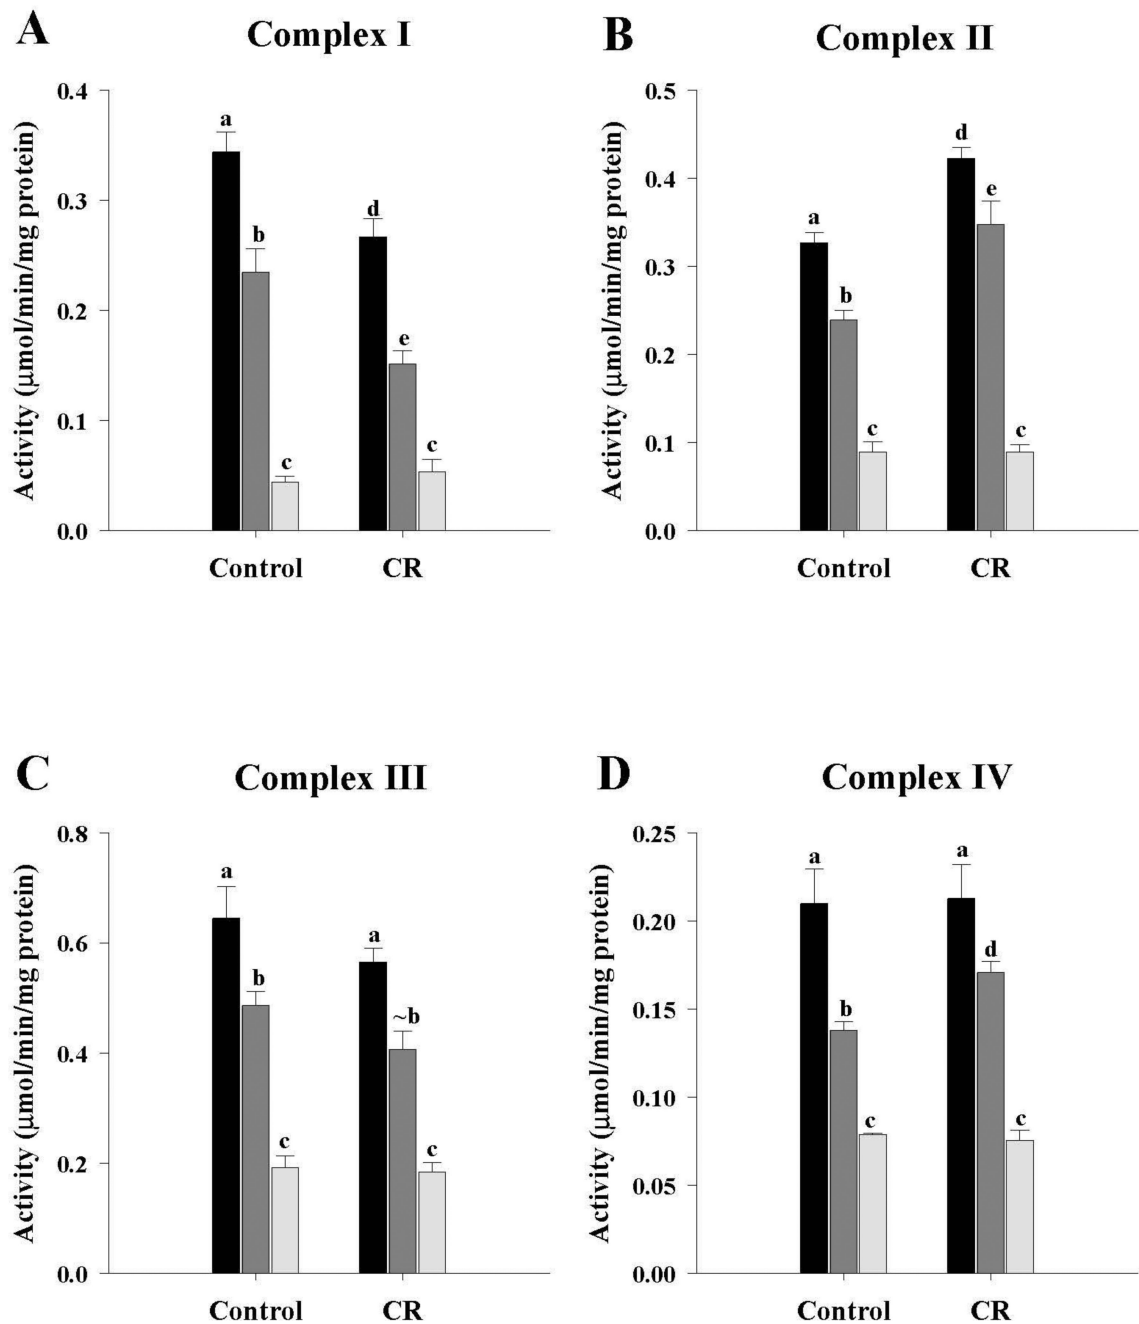 A
Complex I
Activity (μmol/min/mg protein)
0.4
0.3
0.2
0.1
0.0
a
b
c
d
e
c
Control
CR
B
Complex II
Activity (μmol/min/mg protein)
0.5
0.4
0.3
0.2
0.1
0.0
a
b
c
d
e
c
Control
CR
C
Complex III
Activity (μmol/min/mg protein)
0.8
0.6
0.4
0.2
0.0
a
b
c
a
~b
c
Control
CR
D
Complex IV
Activity (μmol/min/mg protein)
0.25
0.20
0.15
0.10
0.05
0.00
a
b
c
a
d
c
Control
CR